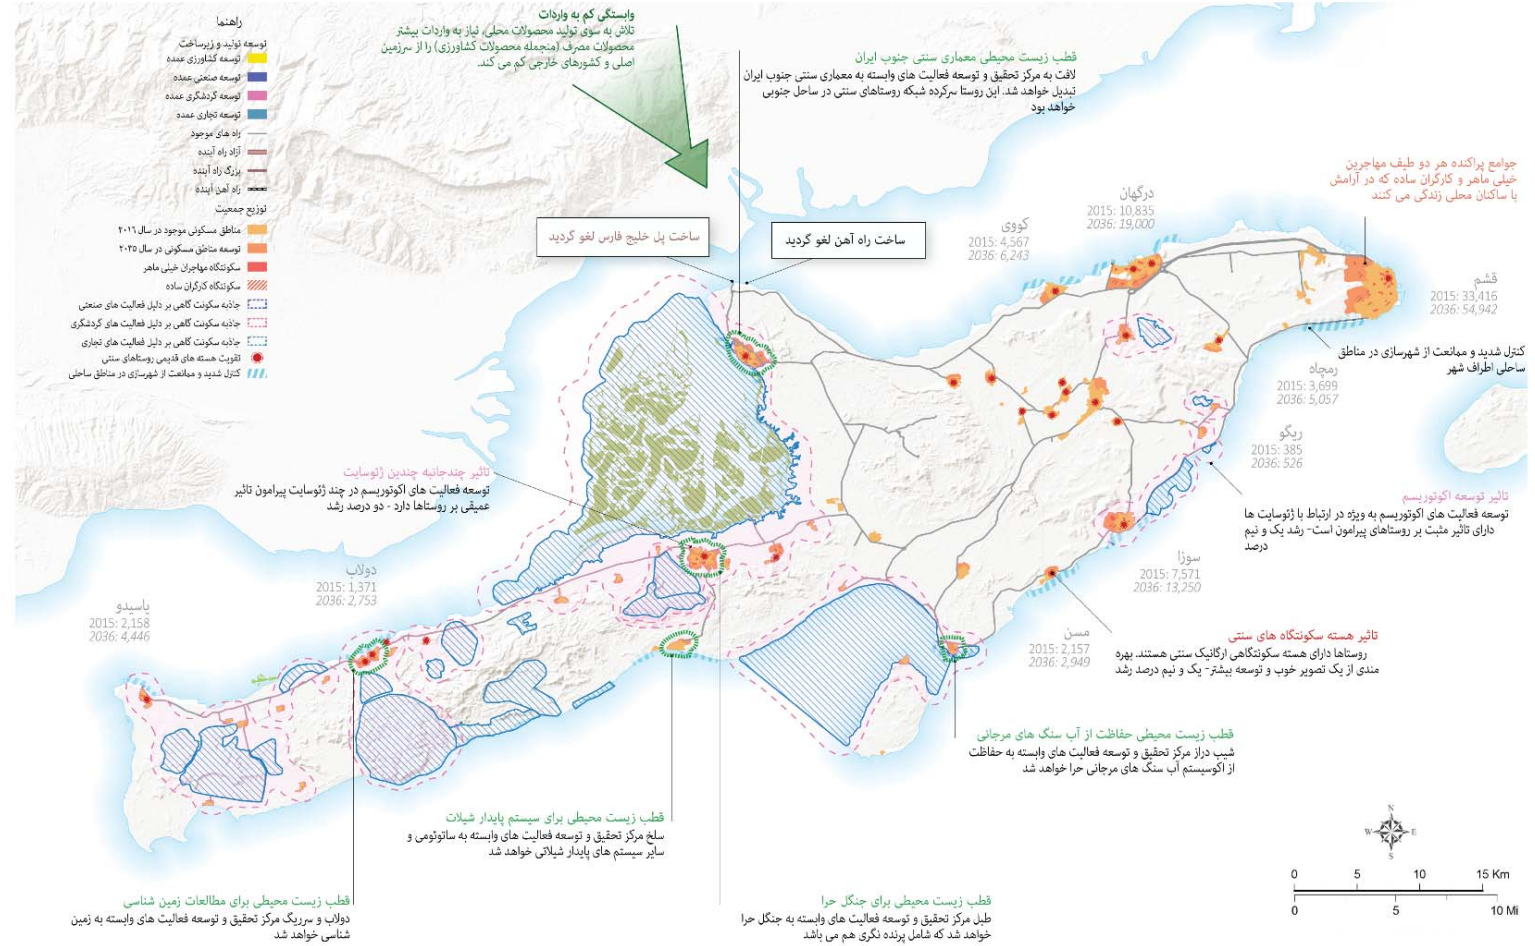 راهنما
توسعه تولید و زیرساخت
توسعه کشاورزی عمده
توسعه صنعتی عمده
توسعه گردشگری عمده
توسعه تجاری عمده
راه های موجود
آزاد راه آینده
بزرگ راه آینده
راه آهن آینده
توزیع جمعیت
مناطق مسکونی موجود در سال ۲۰۱٦
توسعه مناطق مسکونی در سال ۲۰۳۵
سکونتگاه مهاجران خیلی ماهر
سکونتگاه کارگران ساده
جاذبه سکونت گاهی بر دلیل فعالیت های صنعتی
جاذبه سکونت گاهی بر دلیل فعالیت های گردشگری
جاذبه سکونت گاهی بر دلیل فعالیت های تجاری
تقویت هسته های قدیمی روستاهای سنتی
کنترل شدید و ممانعت از شهرسازی در مناطق ساحلی
وابستگی کم به واردات
تلاش به سوی تولید محصولات محلی، نیاز به واردات بیشتر
محصولات مصرف (منجمله محصولات کشاورزی) را از سرزمین
اصلی و کشورهای خارجی کم می کند.
قطب زیست محیطی معماری سنتی جنوب ایران
لافت به مرکز تحقیق و توسعه فعالیت های وابسته به معماری سنتی جنوب ایران
تبدیل خواهد شد. این روستا سرکرده شبکه روستاهای سنتی در ساحل جنوبی
خواهد بود
جوامع پراکنده هر دو طیف مهاجرین
خیلی ماهر و کارگران ساده که در آرامش
با ساکنان محلی زندگی می کنند
ساخت پل خلیج فارس لغو گردید
ساخت راه آهن لغو گردید
درگهان
2015: 10,835
2036: 19,000
کووی
2015: 4,567
2036: 6,243
قشم
2015: 33,416
2036: 54,942
کنترل شدید و ممانعت از شهرسازی در مناطق
ساحلی اطراف شهر
رمچاه
2015: 3,699
2036: 5,057
ریگو
2015: 385
2036: 526
تاثیر توسعه اکوتوریسم
توسعه فعالیت های اکوتوریسم به ویژه در ارتباط با ژئوسایت ها
دارای تاثیر مثبت بر روستاهای پیرامون است- رشد یک و نیم
درصد
تاثیر چندجانبه چندین ژئوسایت
توسعه فعالیت های اکوتوریسم در چند ژئوسایت پیرامون تاثیر
عمیقی بر روستاها دارد - دو درصد رشد
سوزا
2015: 7,571
2036: 13,250
دولاب
2015: 1,371
2036: 2,753
یاسیدو
2015: 2,158
2036: 4,446
مسن
2015: 2,157
2036: 2,949
تاثیر هسته سکونتگاه های سنتی
روستاها دارای هسته سکونتگاهی ارگانیک سنتی هستند. بهره
مندی از یک تصویر خوب و توسعه بیشتر- یک و نیم درصد رشد
قطب زیست محیطی حفاظت از آب سنگ های مرجانی
شیب دراز مرکز تحقیق و توسعه فعالیت های وابسته به حفاظت
از اکوسیستم آب سنگ های مرجانی حرا خواهد شد
قطب زیست محیطی برای سیستم پایدار شیلات
سلخ مرکز تحقیق و توسعه فعالیت های وابسته به ساتوئومی و
سایر سیستم های پایدار شیلاتی خواهد شد
قطب زیست محیطی برای مطالعات زمین شناسی
دولاب و سرریگ مرکز تحقیق و توسعه فعالیت های وابسته به زمین
شناسی خواهد شد
قطب زیست محیطی برای جنگل حرا
طبل مرکز تحقیق و توسعه فعالیت های وابسته به جنگل حرا
خواهد شد که شامل پرنده نگری هم می باشد
N
W E
S
0 5 10 15 Km
0 5 10 Mi